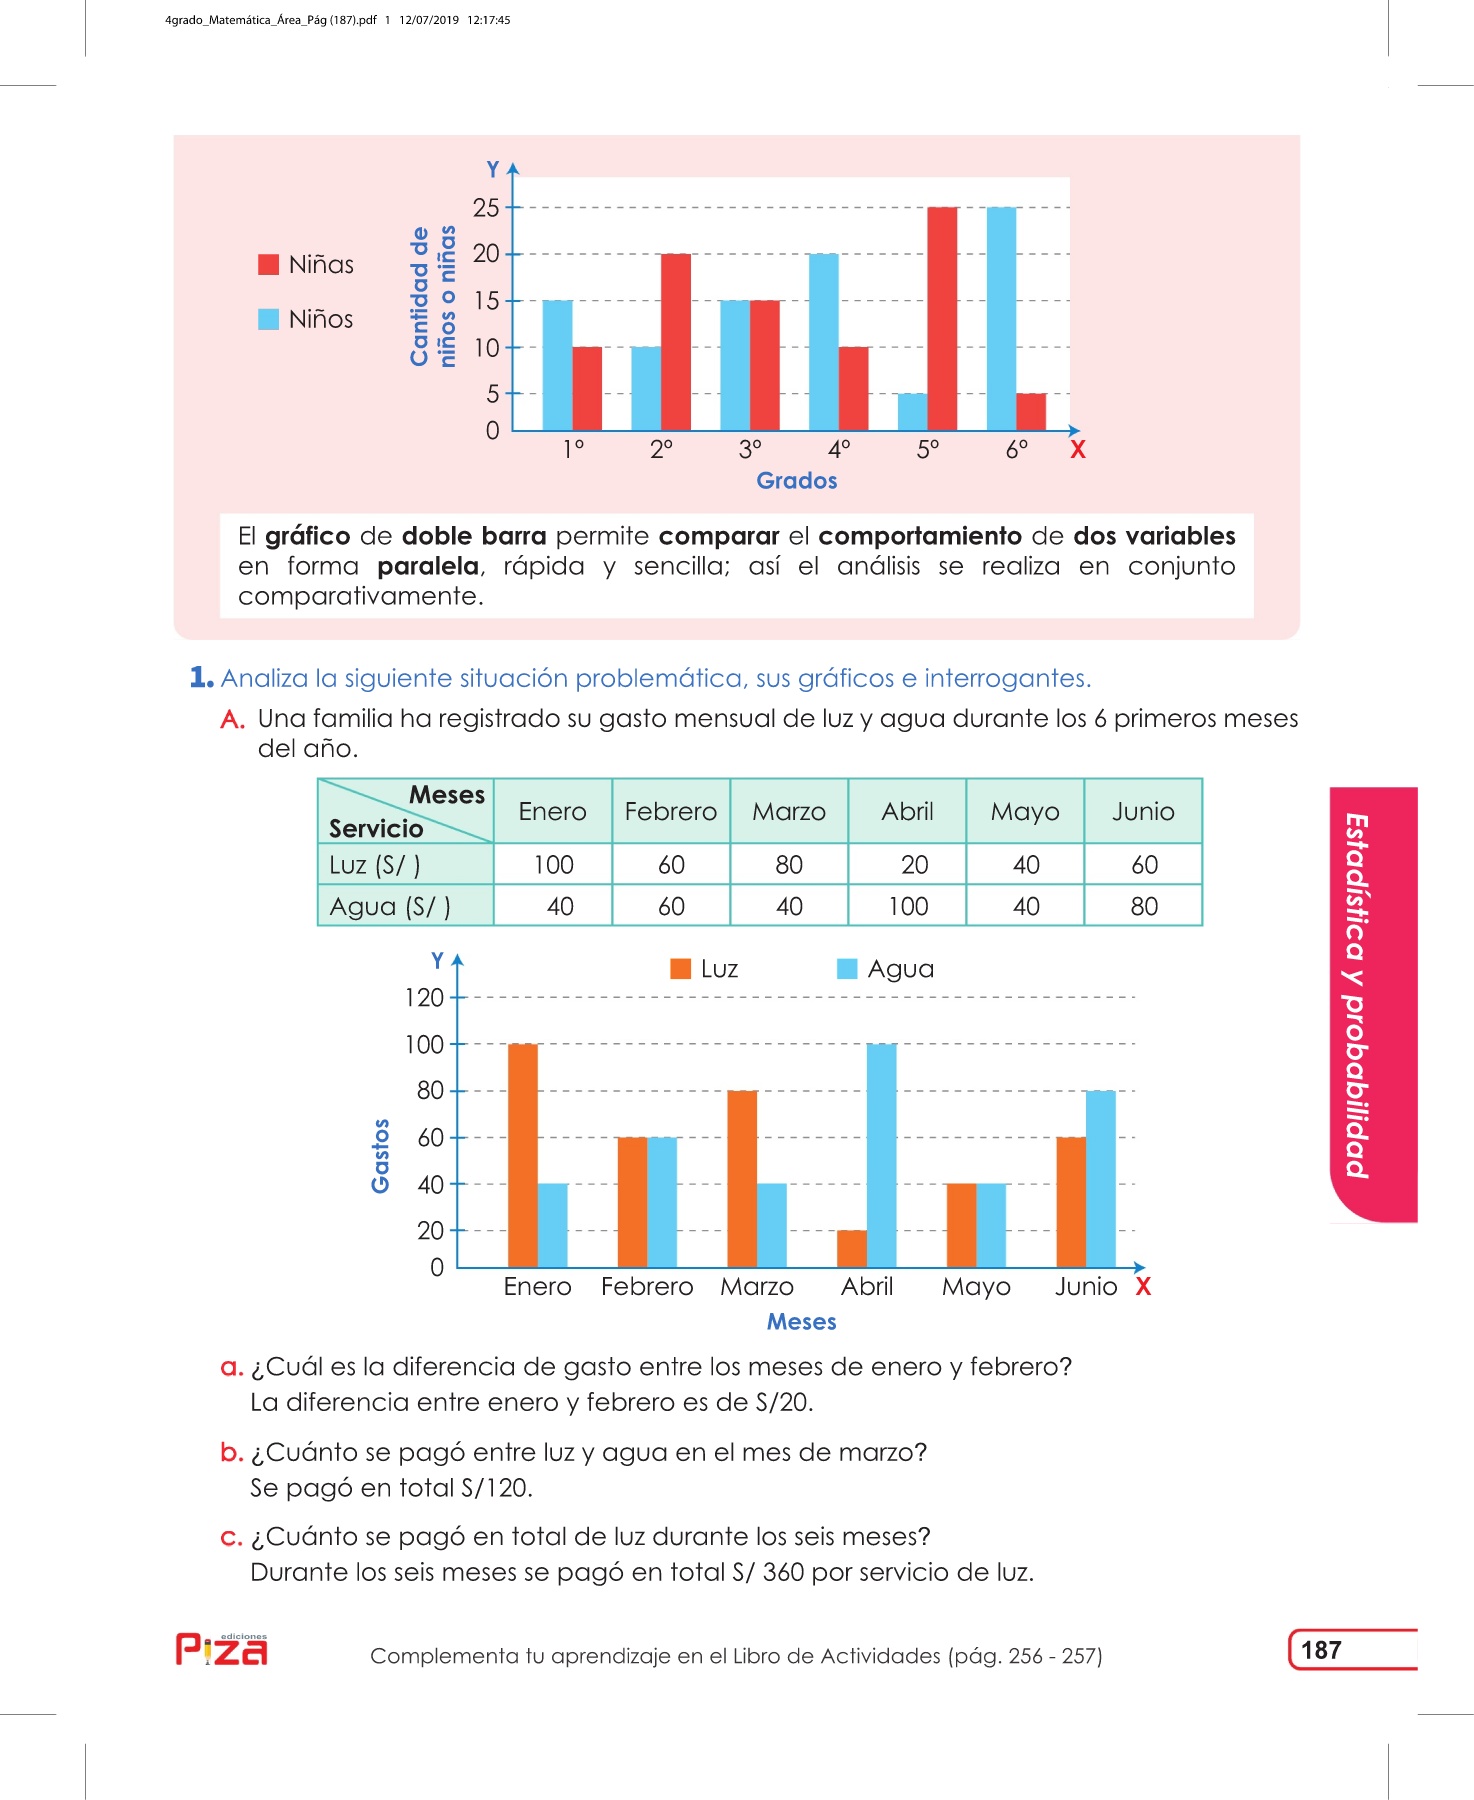 4grado_Matemática_Área_Pág (187).pdf 1 12/07/2019 12:17:45
Y
25
20
15
10
5
0
Cantidad de
niños o niñas
Niñas
Niños
1° 2° 3° 4° 5° 6° X
Grados
El gráfico de doble barra permite comparar el comportamiento de dos variables
en forma paralela, rápida y sencilla; así el análisis se realiza en conjunto
comparativamente.
1. Analiza la siguiente situación problemática, sus gráficos e interrogantes.
A. Una familia ha registrado su gasto mensual de luz y agua durante los 6 primeros meses
del año.
Meses
Servicio
Enero Febrero Marzo Abril Mayo Junio
Luz (S/ ) 100 60 80 20 40 60
Agua (S/ ) 40 60 40 100 40 80
Y
Luz Agua
120
100
80
60
40
20
0
Gastos
Enero Febrero Marzo Abril Mayo Junio X
Meses
a. ¿Cuál es la diferencia de gasto entre los meses de enero y febrero?
La diferencia entre enero y febrero es de S/20.
b. ¿Cuánto se pagó entre luz y agua en el mes de marzo?
Se pagó en total S/120.
c. ¿Cuánto se pagó en total de luz durante los seis meses?
Durante los seis meses se pagó en total S/ 360 por servicio de luz.
Estadística y probabilidad
ediciones
Piza
Complementa tu aprendizaje en el Libro de Actividades (pág. 256 - 257)
187